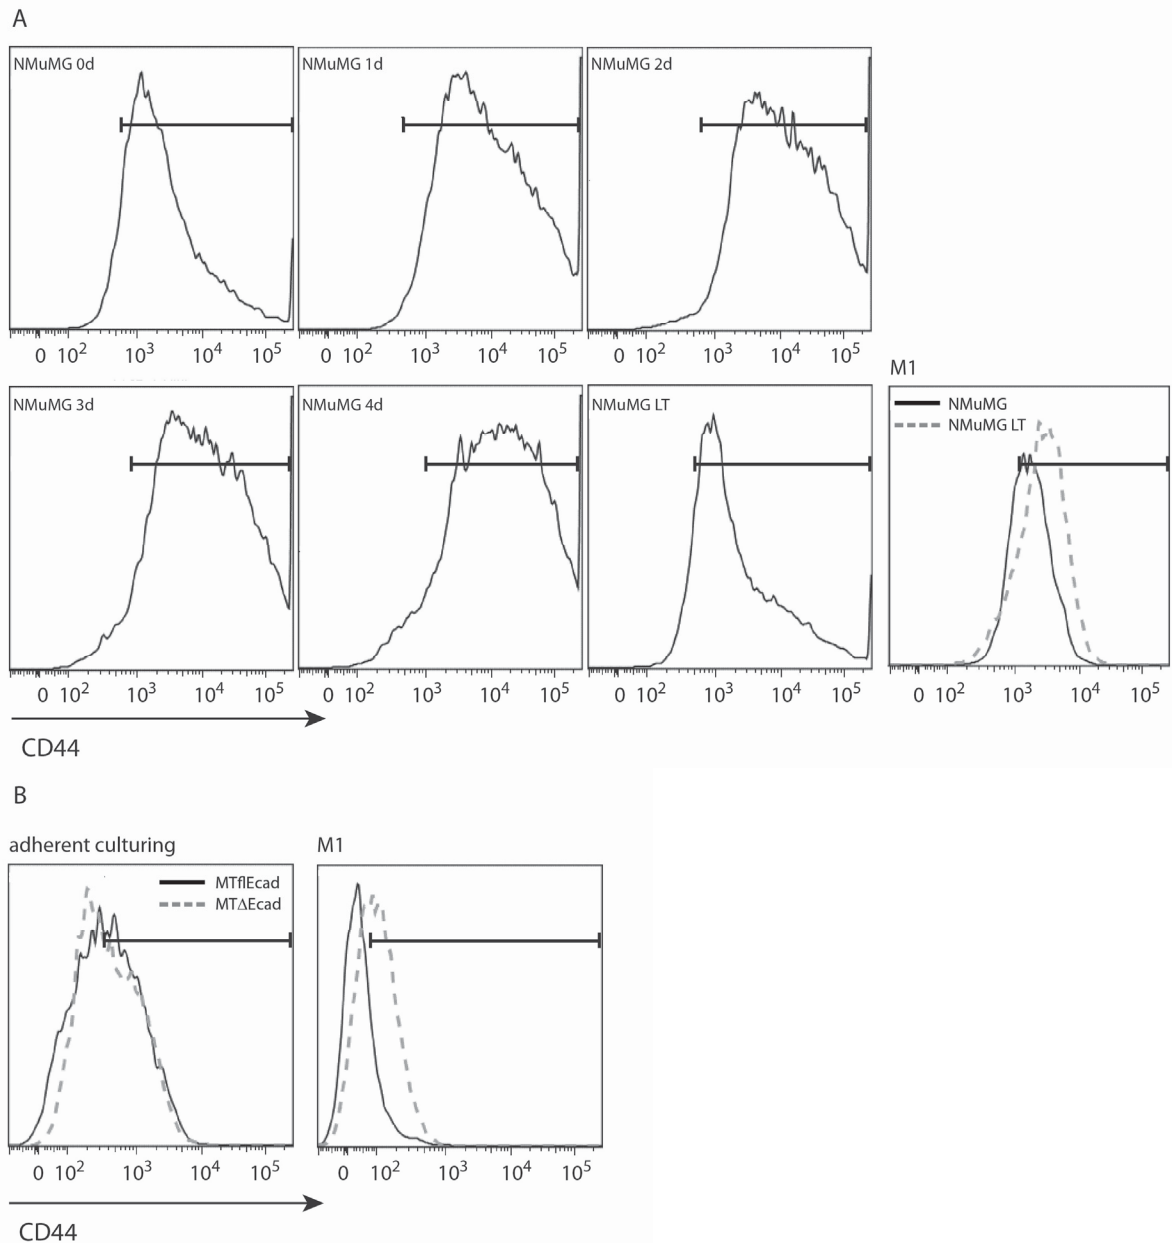 A
NMuMG 0d
NMuMG 1d
NMuMG 2d
0 10² 10³ 10⁴ 10⁵
0 10² 10³ 10⁴ 10⁵
0 10² 10³ 10⁴ 10⁵
M1
NMuMG 3d
NMuMG 4d
NMuMG LT
NMuMG
NMuMG LT
0 10² 10³ 10⁴ 10⁵
0 10² 10³ 10⁴ 10⁵
0 10² 10³ 10⁴ 10⁵
0 10² 10³ 10⁴ 10⁵
CD44
B
adherent culturing
M1
MTflEcad
MTΔEcad
0 10² 10³ 10⁴ 10⁵
0 10² 10³ 10⁴ 10⁵
CD44